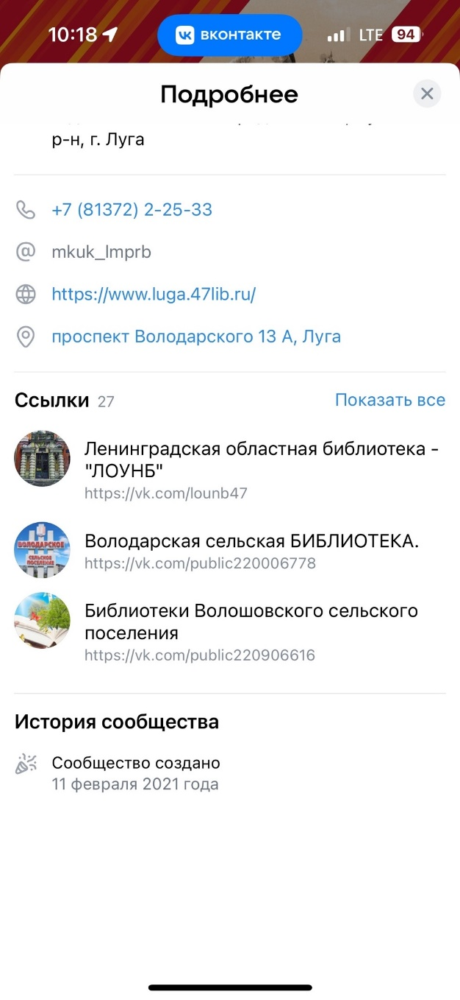 10:18
вконтакте
LTE
94
Подробнее
р-н, г. Луга
+7 (81372) 2-25-33
mkuk_lmprb
https://www.luga.47lib.ru/
проспект Володарского 13 А, Луга
Ссылки 27
Показать все
Ленинградская областная библиотека -
"ЛОУНБ"
https://vk.com/lounb47
ВОЛОДАРСКОЕ
СЕЛЬСКОЕ
ПОСЕЛЕНИЕ
Володарская сельская БИБЛИОТЕКА.
https://vk.com/public220006778
Библиотеки Волошовского сельского
поселения
https://vk.com/public220906616
История сообщества
Сообщество создано
11 февраля 2021 года